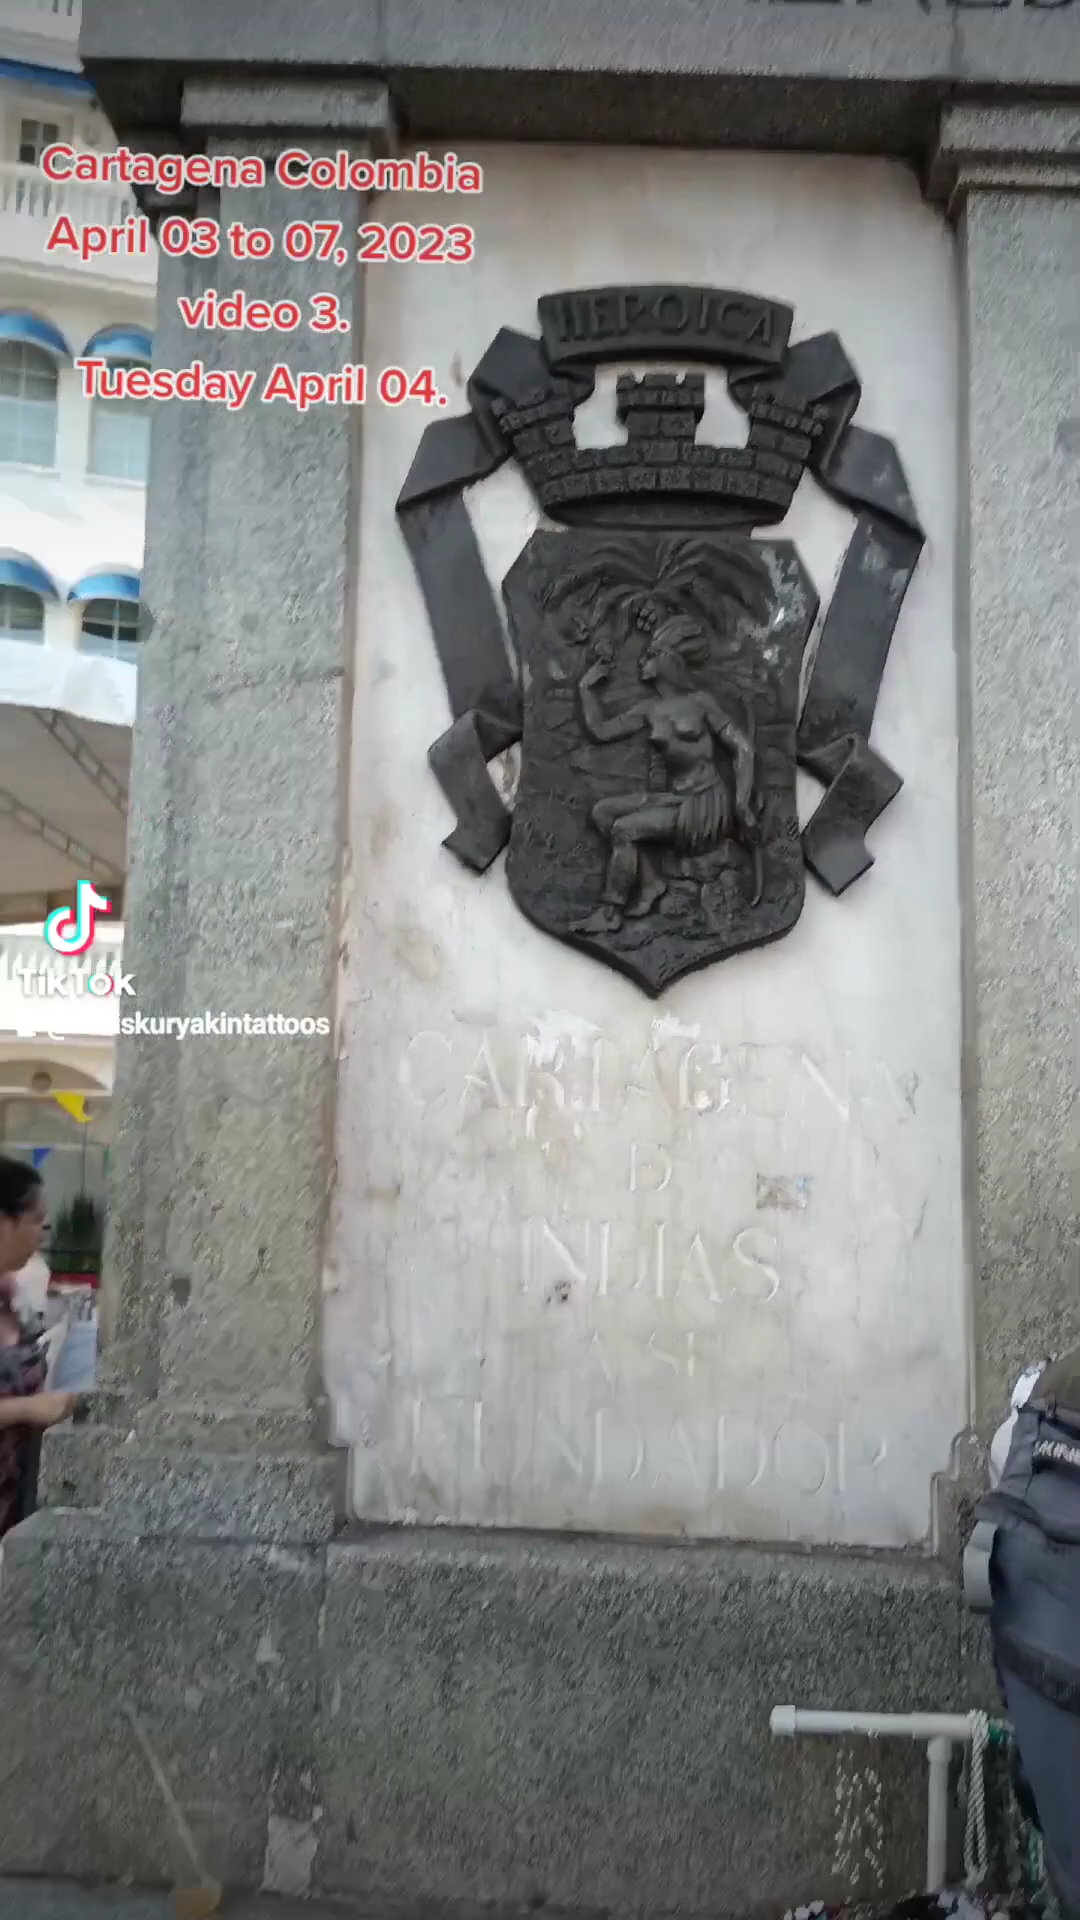 Cartagena Colombia
April 03 to 07, 2023
video 3.
Tuesday April 04.
HEROICA
TikTok
CARTAGENA
D
INDIAS
A SU
FUNDADOR